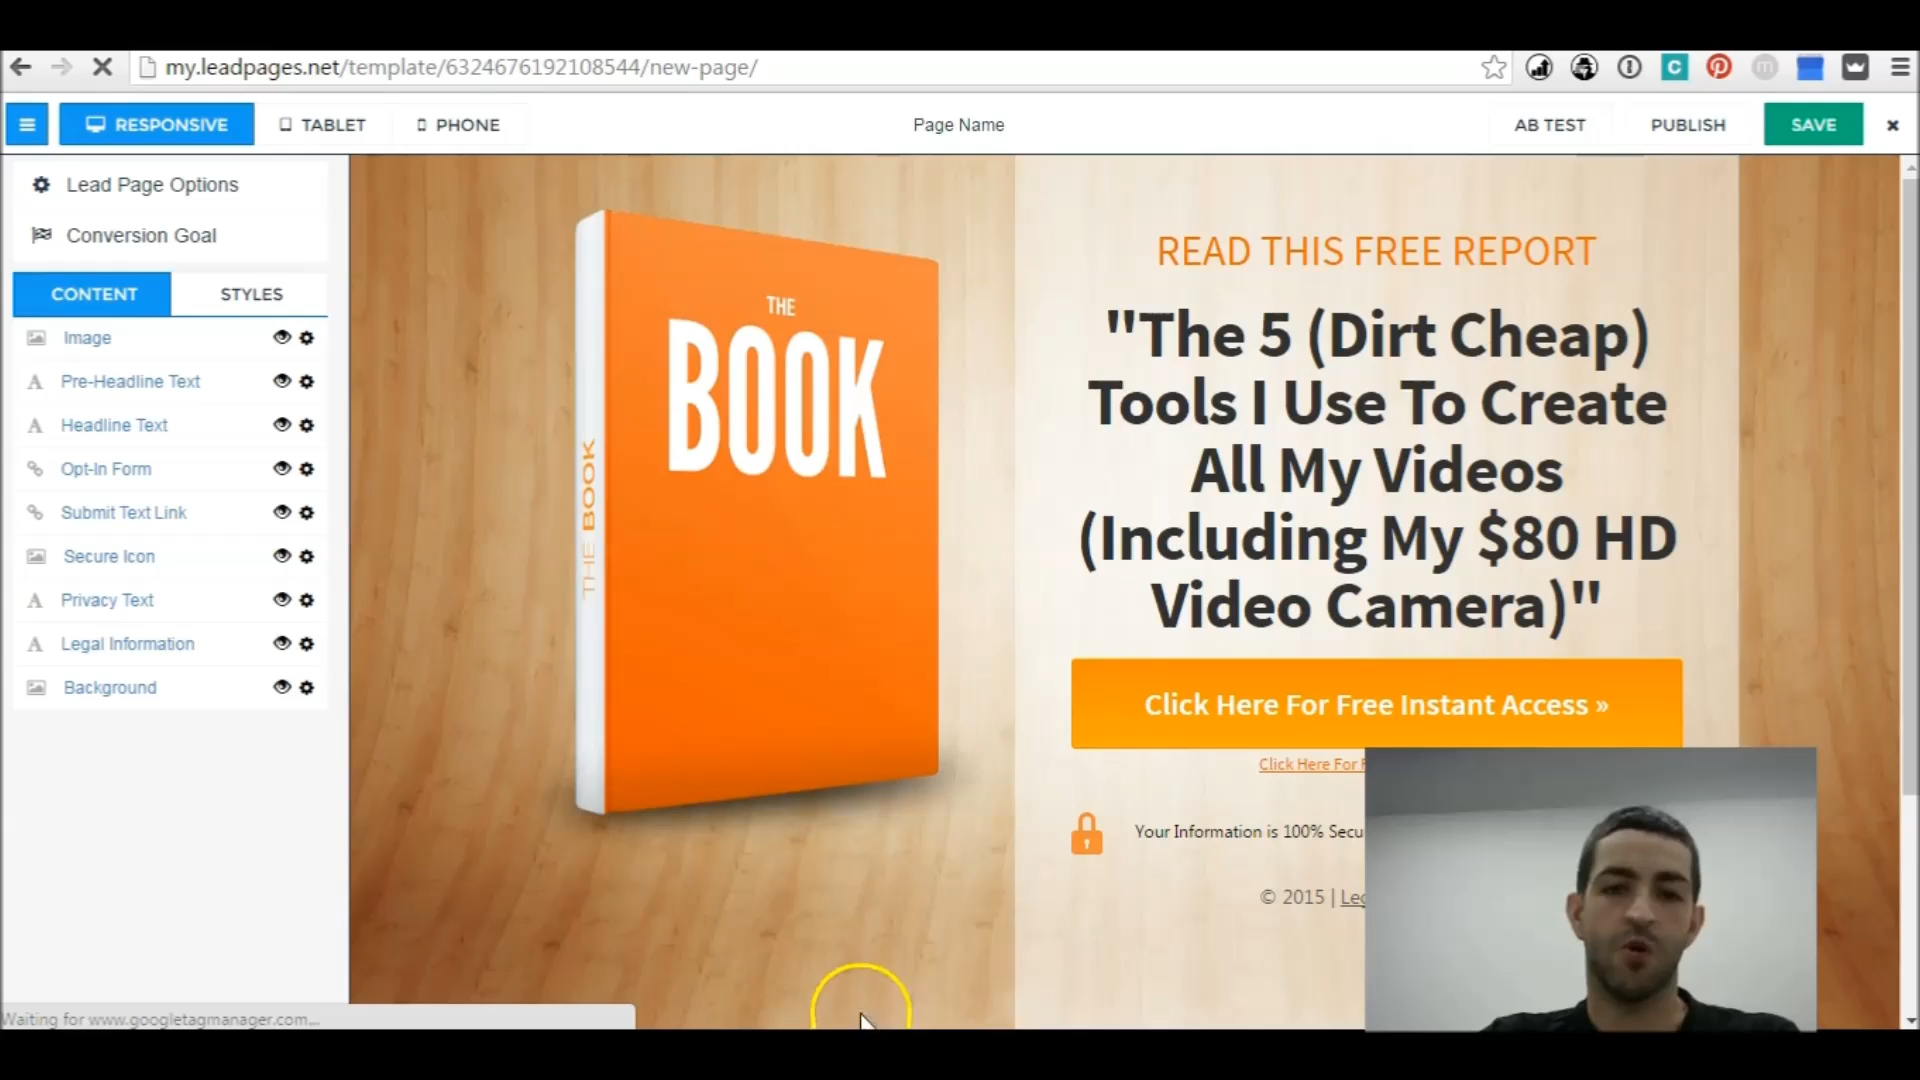 my.leadpages.net/template/6324676192108544/new-page/
RESPONSIVE
TABLET
PHONE
Page Name
AB TEST
PUBLISH
SAVE
Lead Page Options
Conversion Goal
CONTENT
STYLES
Image
Pre-Headline Text
Headline Text
Opt-In Form
Submit Text Link
Secure Icon
Privacy Text
Legal Information
Background
THE
BOOK
THE BOOK
READ THIS FREE REPORT
"The 5 (Dirt Cheap)
Tools I Use To Create
All My Videos
(Including My $80 HD
Video Camera)"
Click Here For Free Instant Access »
Click Here For F
Your Information is 100% Secu
© 2015 | Leg
Waiting for www.googletagmanager.com...